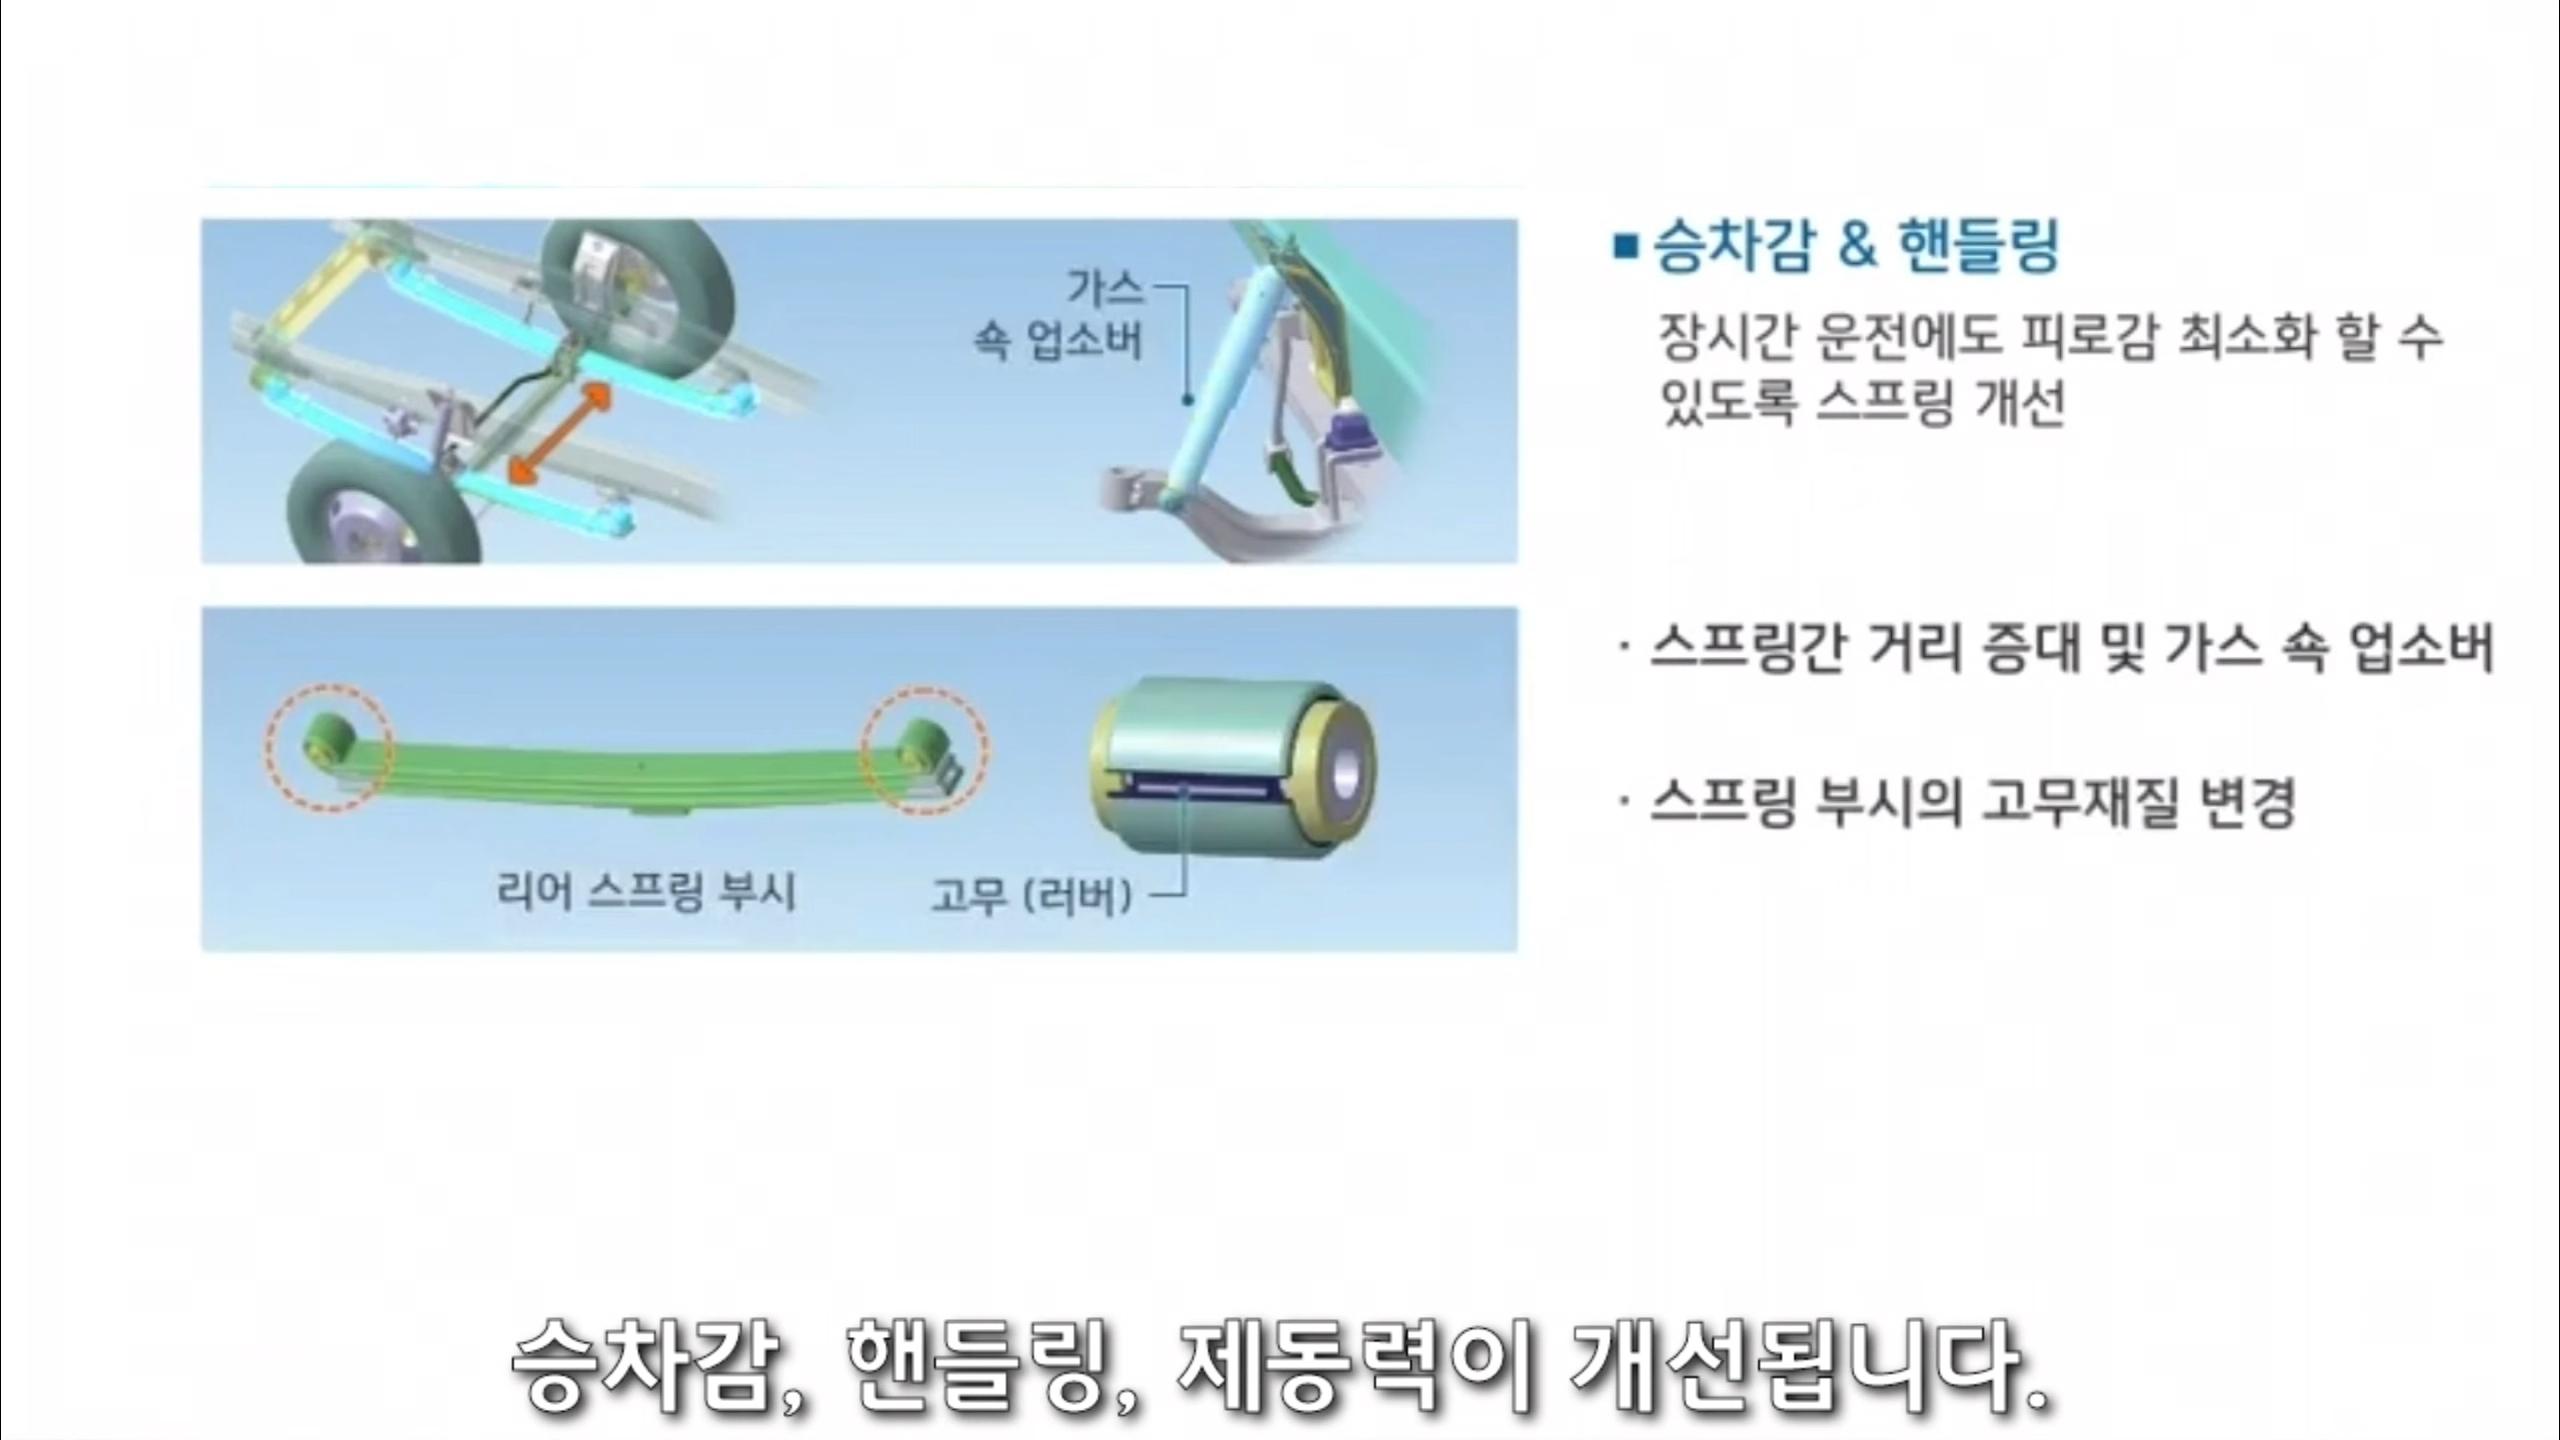 가스
쇽 업소버
■ 승차감 & 핸들링
장시간 운전에도 피로감 최소화 할 수
있도록 스프링 개선
· 스프링간 거리 증대 및 가스 쇽 업소버
· 스프링 부시의 고무재질 변경
리어 스프링 부시
고무 (러버)
승차감, 핸들링, 제동력이 개선됩니다.